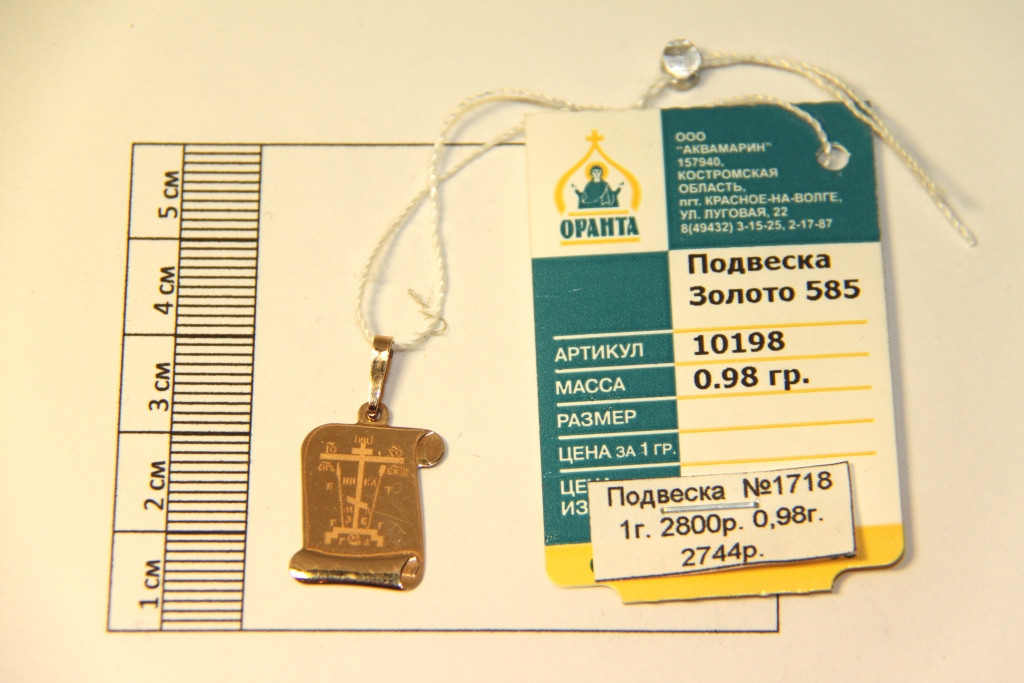 5 см
4 см
3 см
2 см
1 см
ОРАНТА
ООО
"АКВАМАРИН"
157940,
КОСТРОМСКАЯ
ОБЛАСТЬ,
пгт. КРАСНОЕ-НА-ВОЛГЕ,
УЛ. ЛУГОВАЯ, 22
8(49432) 3-15-25, 2-17-87
Подвеска
Золото 585
АРТИКУЛ 10198
МАССА 0.98 гр.
РАЗМЕР
ЦЕНА ЗА 1 ГР.
ЦЕ
ИЗ
Подвеска №1718
1г. 2800р. 0,98г.
2744р.